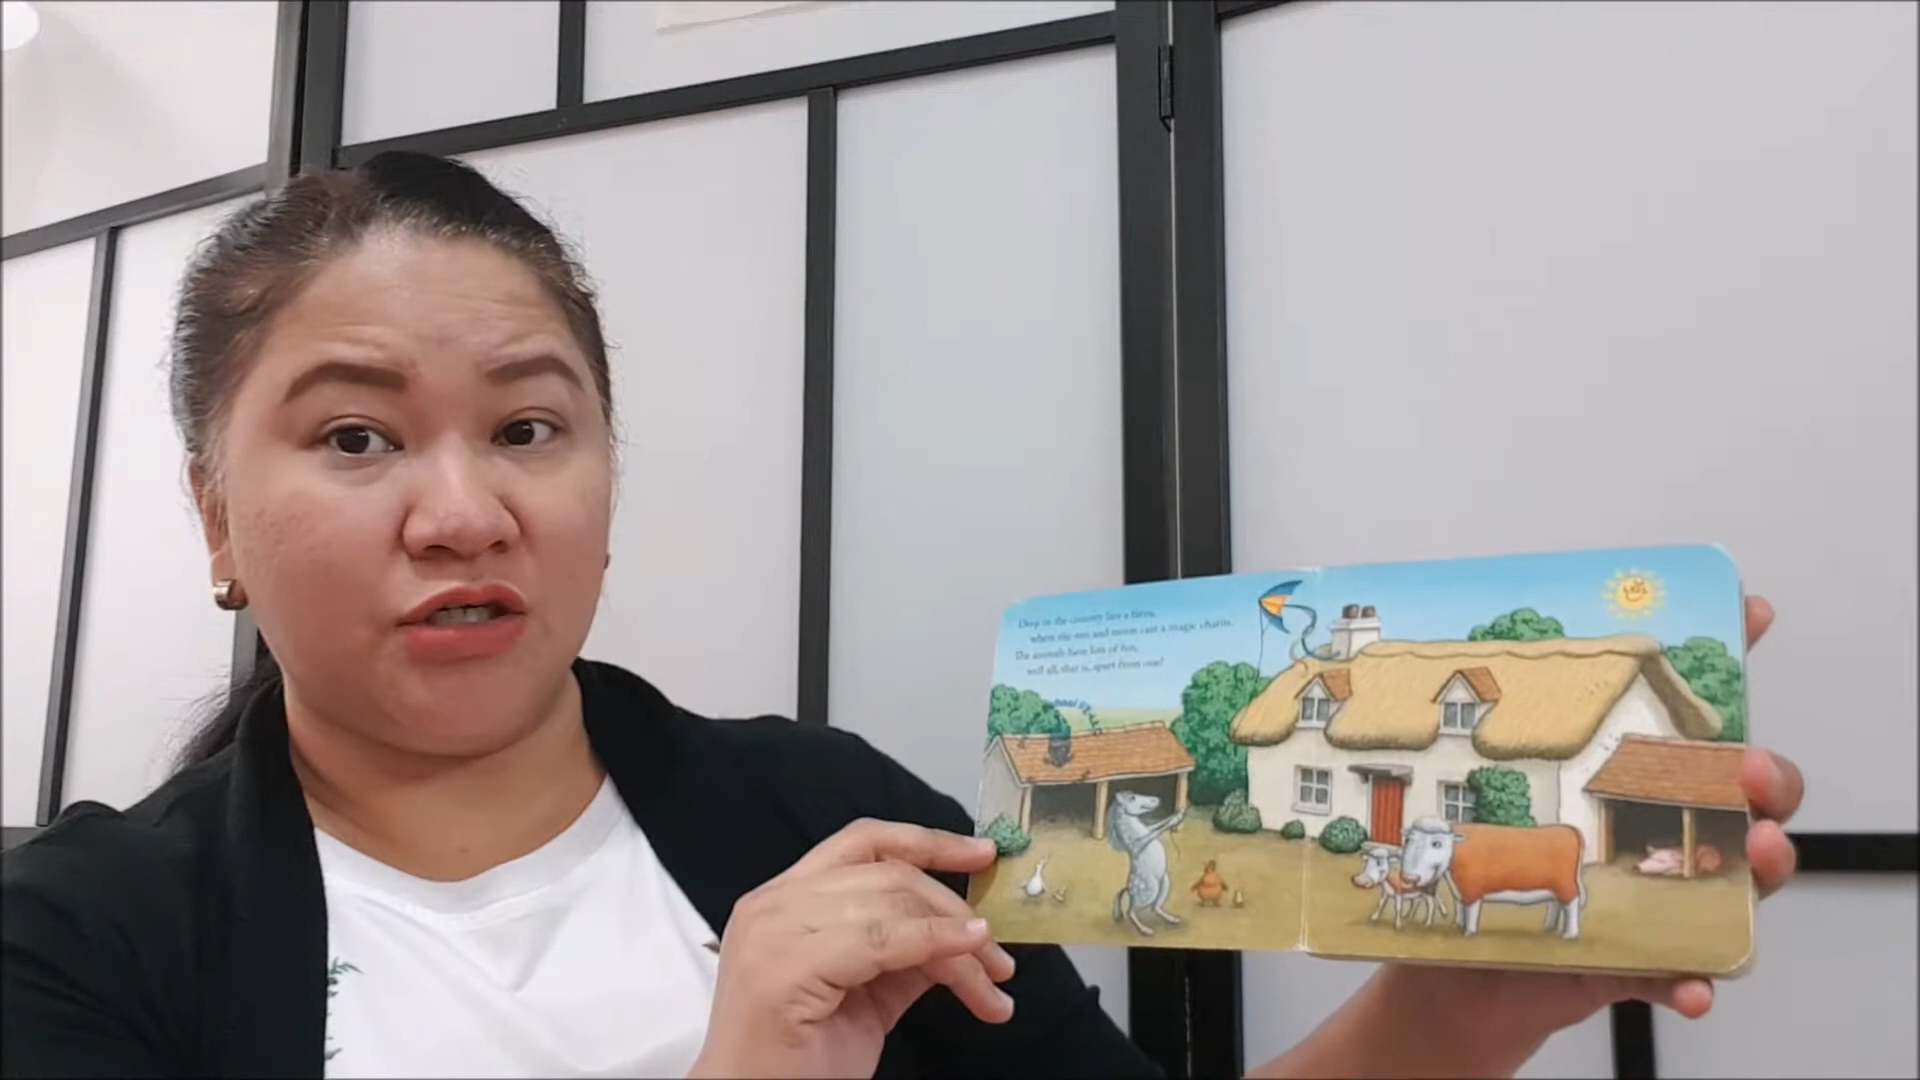 Deep in the country lies a farm,
where the sun and moon cast a magic charm.
The animals have lots of fun,
well all, that is, apart from one!